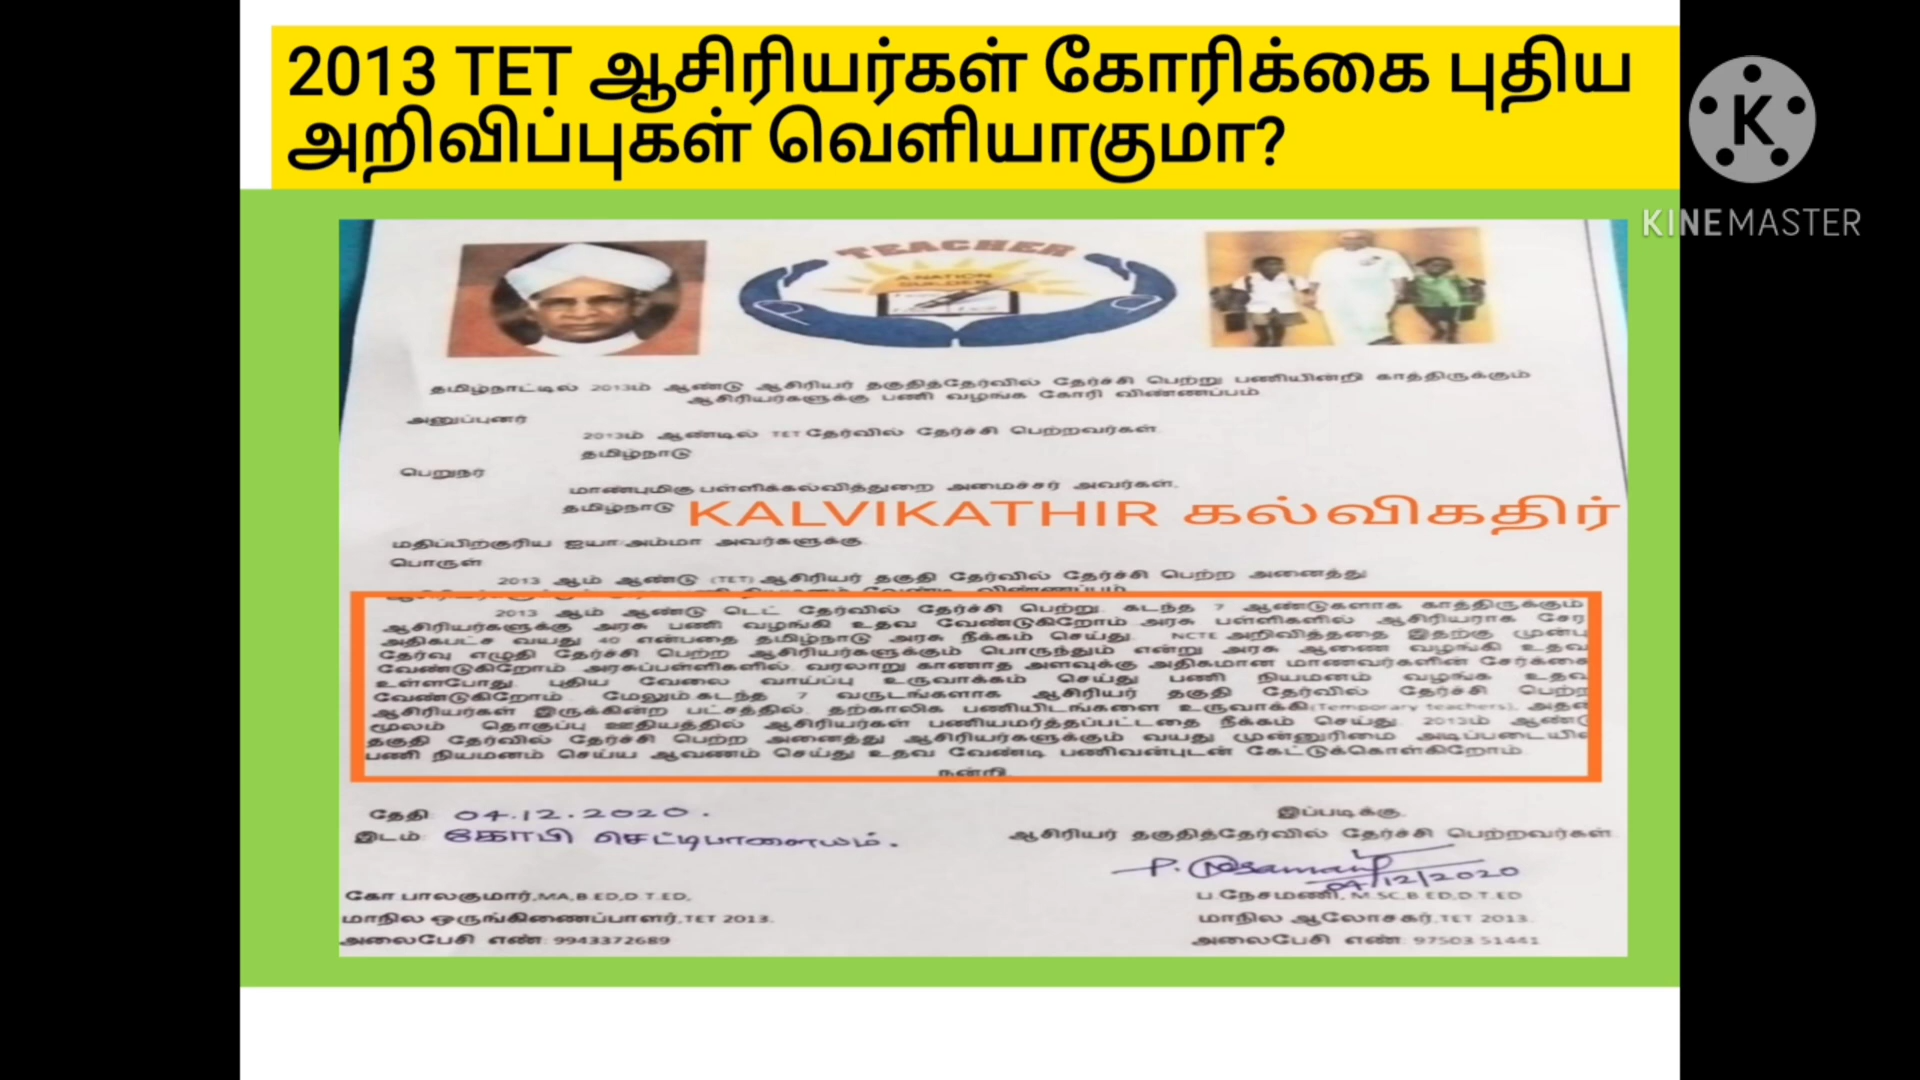 2013 TET ஆசிரியர்கள் கோரிக்கை புதிய
அறிவிப்புகள் வெளியாகுமா?
KINEMASTER
TEACHER
A NATION
BUILDER
தமிழ்நாட்டில் 2013ம் ஆண்டு ஆசிரியர் தகுதித்தேர்வில் தேர்ச்சி பெற்று பணியின்றி காத்திருக்கும்
ஆசிரியர்களுக்கு பணி வழங்க கோரி விண்ணப்பம்
அனுப்புனர்
2013ம் ஆண்டில் TET தேர்வில் தேர்ச்சி பெற்றவர்கள்.
தமிழ்நாடு
பெறுநர்
மாண்புமிகு பள்ளிக்கல்வித்துறை அமைச்சர் அவர்கள்.
தமிழ்நாடு
KALVIKATHIR கல்விகதிர்
மதிப்பிற்குரிய ஐயா/அம்மா அவர்களுக்கு
பொருள்
2013 ஆம் ஆண்டு (TET) ஆசிரியர் தகுதி தேர்வில் தேர்ச்சி பெற்ற அனைத்து
2013 ஆம் ஆண்டு டெட் தேர்வில் தேர்ச்சி பெற்று. கடந்த 7 ஆண்டுகளாக காத்திருக்கும்
ஆசிரியர்களுக்கு அரசு பணி வழங்கி உதவ வேண்டுகிறோம் அரசு பள்ளிகளில் ஆசிரியராக சேர
அதிகபட்ச வயது 40 என்பதை தமிழ்நாடு அரசு நீக்கம் செய்து. NCTE அறிவித்ததை இதற்கு முன்பு
தேர்வு எழுதி தேர்ச்சி பெற்ற ஆசிரியர்களுக்கும் பொருந்தும் என்று அரசு ஆணை வழங்கி உதவ
வேண்டுகிறோம். அரசுப்பள்ளிகளில். வரலாறு காணாத அளவுக்கு அதிகமான மாணவர்களின் சேர்க்கை
உள்ளபோது புதிய வேலை வாய்ப்பு உருவாக்கம் செய்து பணி நியமனம் வழங்க உதவ
வேண்டுகிறோம். மேலும் கடந்த 7 வருடங்களாக ஆசிரியர் தகுதி தேர்வில் தேர்ச்சி பெற்ற
ஆசிரியர்கள் இருக்கின்ற பட்சத்தில். தற்காலிக பணியிடங்களை உருவாக்கி(Temporary teachers), அதன்
மூலம் தொகுப்பு ஊதியத்தில் ஆசிரியர்கள் பணியமர்த்தப்பட்டதை நீக்கம் செய்து. 2013ம் ஆண்டு
தகுதி தேர்வில் தேர்ச்சி பெற்ற அனைத்து ஆசிரியர்களுக்கும் வயது முன்னுரிமை அடிப்படையில்
பணி நியமனம் செய்ய ஆவணம் செய்து உதவ வேண்டி பணிவன்புடன் கேட்டுக்கொள்கிறோம்
நன்றி.
தேதி 04.12.2020.
இடம் கோபி செட்டிபாளையம்.
இப்படிக்கு.
ஆசிரியர் தகுதித்தேர்வில் தேர்ச்சி பெற்றவர்கள்.
04/12/2020
கோ பாலகுமார்,MA,B.ED,D.T.ED,
மாநில ஒருங்கிணைப்பாளர்,TET 2013.
அலைபேசி எண்: 9943372689
ப.நேசமணி, M.SC,B.ED,D.T.ED
மாநில ஆலோசகர்,TET 2013.
அலைபேசி எண்: 97503 51441